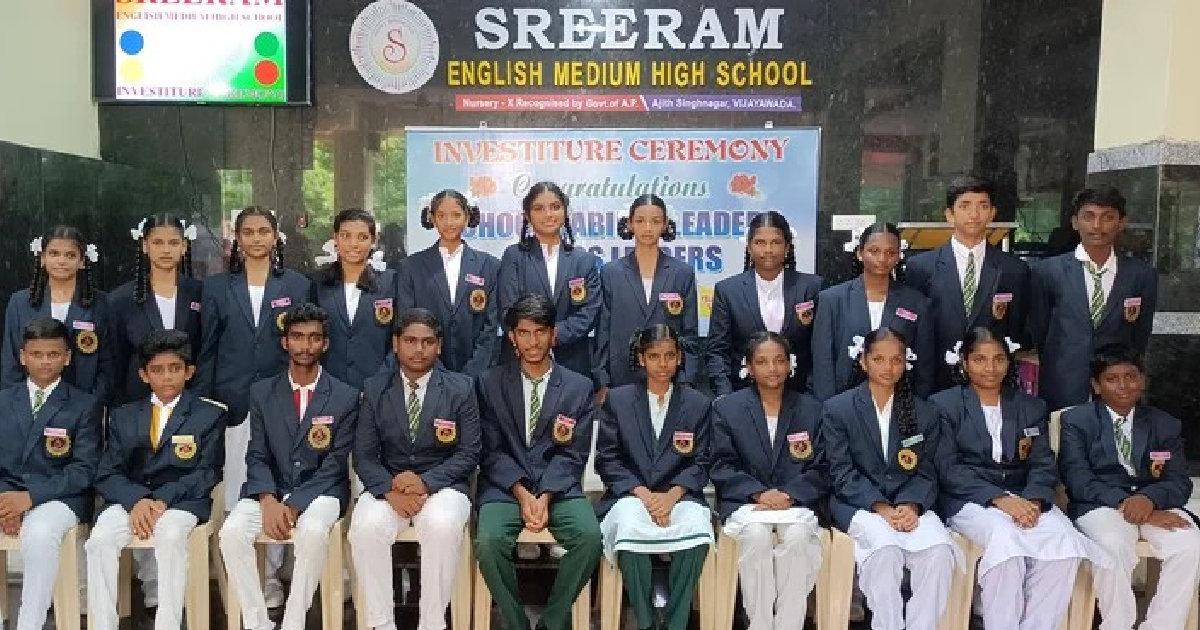 SREERAM
ENGLISH MEDIUM HIGH SCHOOL
INVESTITURE
S
SREERAM
ENGLISH MEDIUM HIGH SCHOOL
Nursery - X Recognised by Govt. of A.P. Ajith Singhnagar, VIJAYAWADA.
INVESTITURE CEREMONY
Congratulations
LEADERS